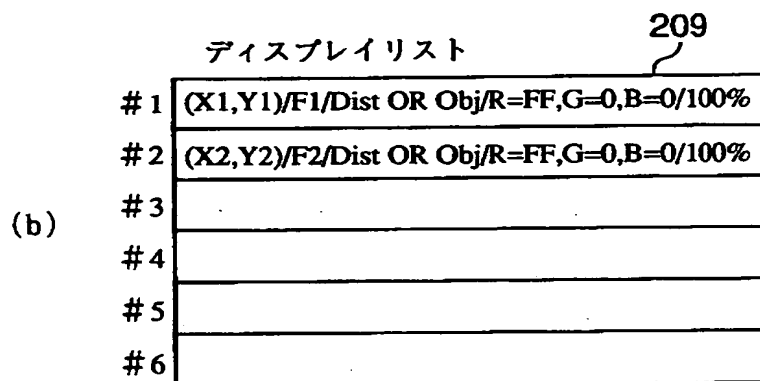 209
ディスプレイリスト
#1 (X1,Y1)/F1/Dist OR Obj/R=FF,G=0,B=0/100%
#2 (X2,Y2)/F2/Dist OR Obj/R=FF,G=0,B=0/100%
#3
(b)
#4
#5
#6